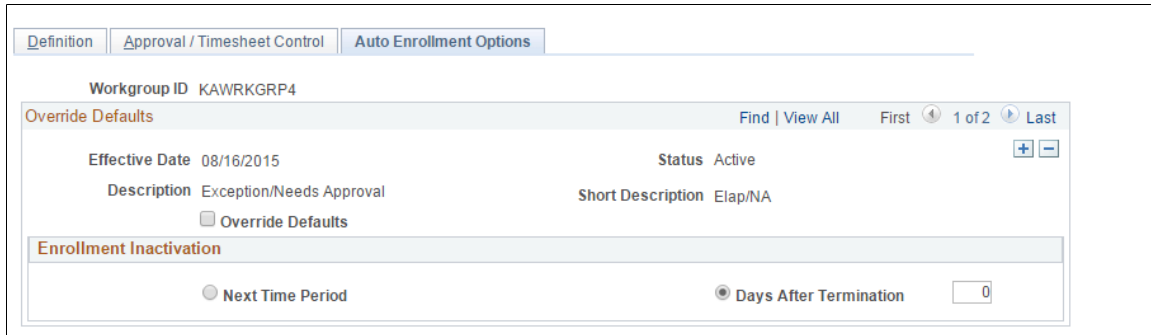 Definition Approval / Timesheet Control Auto Enrollment Options
Workgroup ID KAWRKGRP4
Override Defaults Find | View All First 1 of 2 Last
Effective Date 08/16/2015 Status Active
Description Exception/Needs Approval Short Description Elap/NA
Override Defaults
Enrollment Inactivation
Next Time Period Days After Termination 0